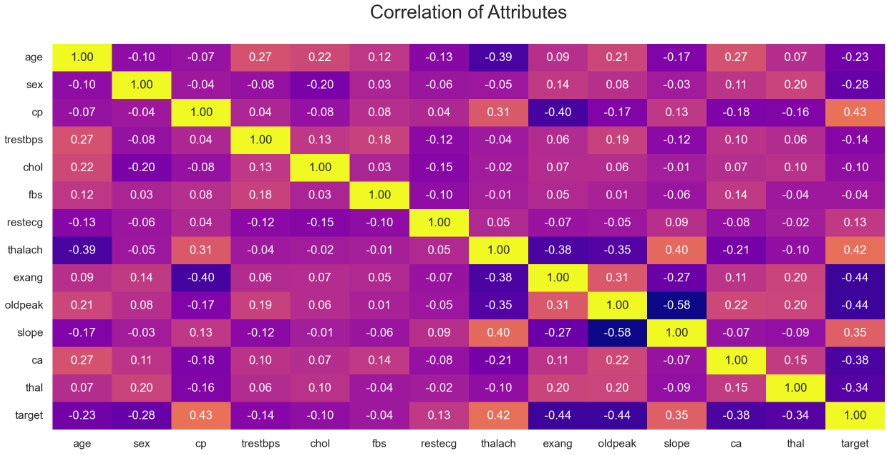 Correlation of Attributes
age 1.00 -0.10 -0.07 0.27 0.22 0.12 -0.13 -0.39 0.09 0.21 -0.17 0.27 0.07 -0.23
sex -0.10 1.00 -0.04 -0.08 -0.20 0.03 -0.06 -0.05 0.14 0.08 -0.03 0.11 0.20 -0.28
cp -0.07 -0.04 1.00 0.04 -0.08 0.08 0.04 0.31 -0.40 -0.17 0.13 -0.18 -0.16 0.43
trestbps 0.27 -0.08 0.04 1.00 0.13 0.18 -0.12 -0.04 0.06 0.19 -0.12 0.10 0.06 -0.14
chol 0.22 -0.20 -0.08 0.13 1.00 0.03 -0.15 -0.02 0.07 0.06 -0.01 0.07 0.10 -0.10
fbs 0.12 0.03 0.08 0.18 0.03 1.00 -0.10 -0.01 0.05 0.01 -0.06 0.14 -0.04 -0.04
restecg -0.13 -0.06 0.04 -0.12 -0.15 -0.10 1.00 0.05 -0.07 -0.05 0.09 -0.08 -0.02 0.13
thalach -0.39 -0.05 0.31 -0.04 -0.02 -0.01 0.05 1.00 -0.38 -0.35 0.40 -0.21 -0.10 0.42
exang 0.09 0.14 -0.40 0.06 0.07 0.05 -0.07 -0.38 1.00 0.31 -0.27 0.11 0.20 -0.44
oldpeak 0.21 0.08 -0.17 0.19 0.06 0.01 -0.05 -0.35 0.31 1.00 -0.58 0.22 0.20 -0.44
slope -0.17 -0.03 0.13 -0.12 -0.01 -0.06 0.09 0.40 -0.27 -0.58 1.00 -0.07 -0.09 0.35
ca 0.27 0.11 -0.18 0.10 0.07 0.14 -0.08 -0.21 0.11 0.22 -0.07 1.00 0.15 -0.38
thal 0.07 0.20 -0.16 0.06 0.10 -0.04 -0.02 -0.10 0.20 0.20 -0.09 0.15 1.00 -0.34
target -0.23 -0.28 0.43 -0.14 -0.10 -0.04 0.13 0.42 -0.44 -0.44 0.35 -0.38 -0.34 1.00
age sex cp trestbps chol fbs restecg thalach exang oldpeak slope ca thal target